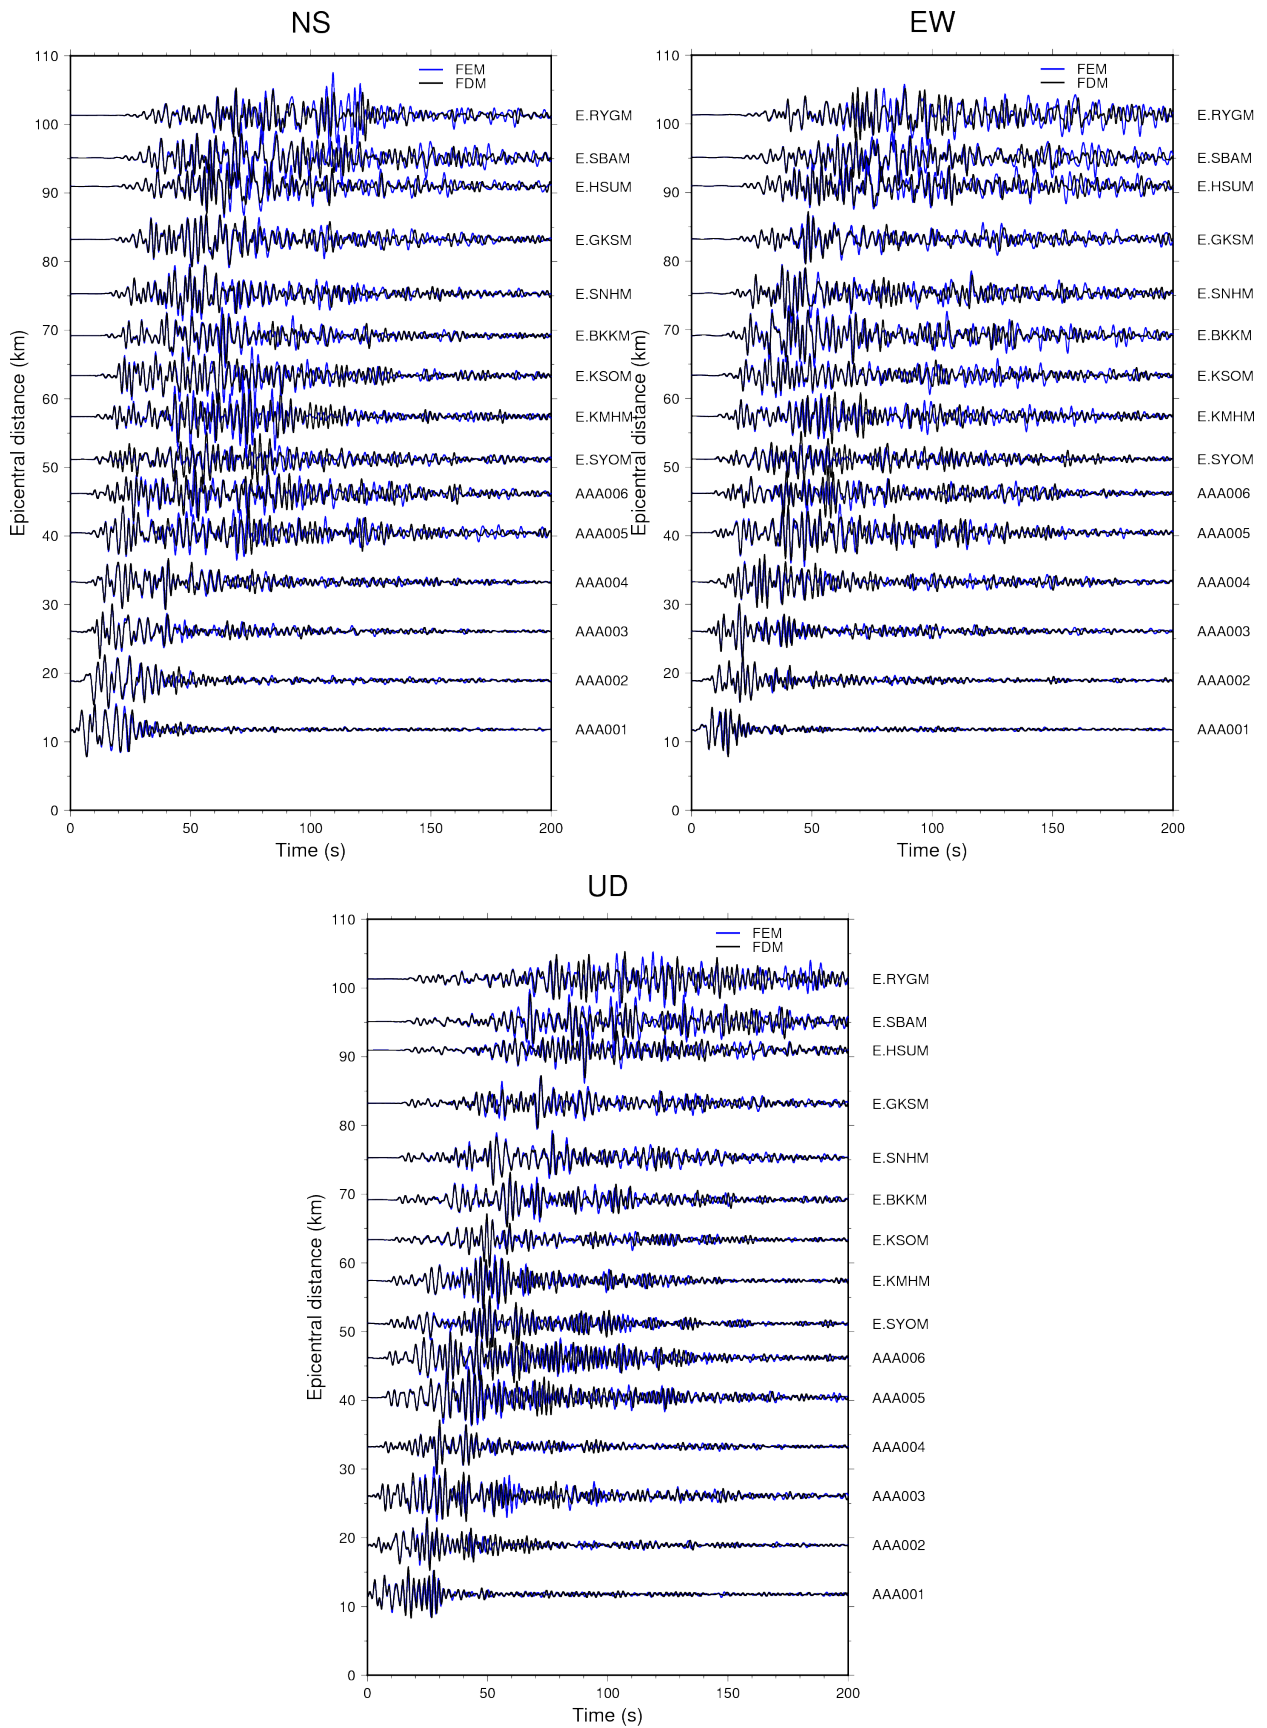 NS
EW
110
FEM
FDM
E.RYGM
100
E.SBAM
E.HSUM
90
E.GKSM
80
E.SNHM
70
E.BKKM
E.KSOM
60
E.KMHM
E.SYOM
50
AAA006
AAA005
40
AAA004
30
AAA003
20
AAA002
AAA001
10
0
Epicentral distance (km)
0 50 100 150 200
Time (s)
110
FEM
FDM
E.RYGM
100
E.SBAM
E.HSUM
90
E.GKSM
80
E.SNHM
70
E.BKKM
E.KSOM
60
E.KMHM
E.SYOM
50
AAA006
AAA005
40
AAA004
30
AAA003
20
AAA002
AAA001
10
0
Epicentral distance (km)
0 50 100 150 200
Time (s)
UD
110
FEM
FDM
E.RYGM
100
E.SBAM
E.HSUM
90
E.GKSM
80
E.SNHM
70
E.BKKM
E.KSOM
60
E.KMHM
E.SYOM
50
AAA006
AAA005
40
AAA004
30
AAA003
20
AAA002
AAA001
10
0
Epicentral distance (km)
0 50 100 150 200
Time (s)